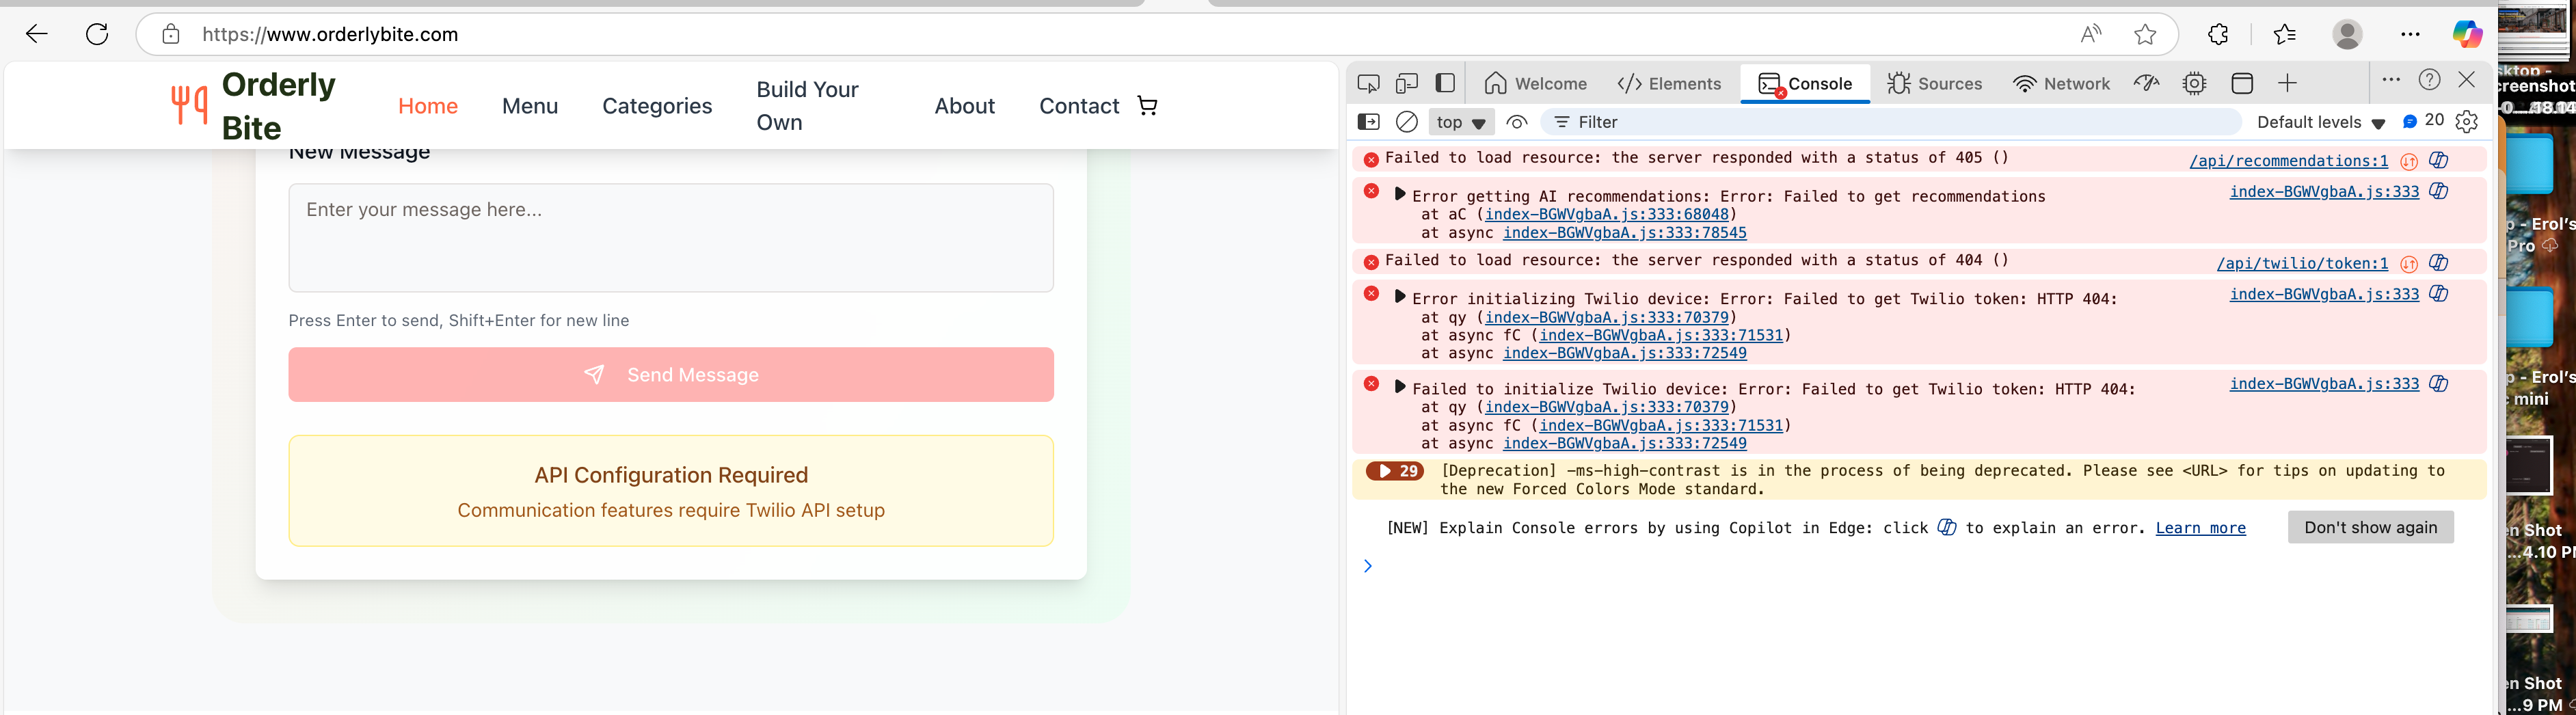 https://www.orderlybite.com
Orderly
Bite
Home
Menu
Categories
Build Your
Own
About
Contact
New Message
Enter your message here...
Press Enter to send, Shift+Enter for new line
Send Message
API Configuration Required
Communication features require Twilio API setup
Welcome
Elements
Console
Sources
Network
top
Filter
Default levels
20
Failed to load resource: the server responded with a status of 405 ()
/api/recommendations:1
Error getting AI recommendations: Error: Failed to get recommendations
index-BGWVgbaA.js:333
at aC (index-BGWVgbaA.js:333:68048)
at async index-BGWVgbaA.js:333:78545
Failed to load resource: the server responded with a status of 404 ()
/api/twilio/token:1
Error initializing Twilio device: Error: Failed to get Twilio token: HTTP 404:
index-BGWVgbaA.js:333
at qy (index-BGWVgbaA.js:333:70379)
at async fC (index-BGWVgbaA.js:333:71531)
at async index-BGWVgbaA.js:333:72549
Failed to initialize Twilio device: Error: Failed to get Twilio token: HTTP 404:
index-BGWVgbaA.js:333
at qy (index-BGWVgbaA.js:333:70379)
at async fC (index-BGWVgbaA.js:333:71531)
at async index-BGWVgbaA.js:333:72549
29
[Deprecation] -ms-high-contrast is in the process of being deprecated. Please see <URL> for tips on updating to
the new Forced Colors Mode standard.
[NEW] Explain Console errors by using Copilot in Edge: click to explain an error. Learn more
Don't show again
p - Erol's
Pro
p - Erol's
c mini
en Shot
...4.10 PM
en Shot
...9 PM